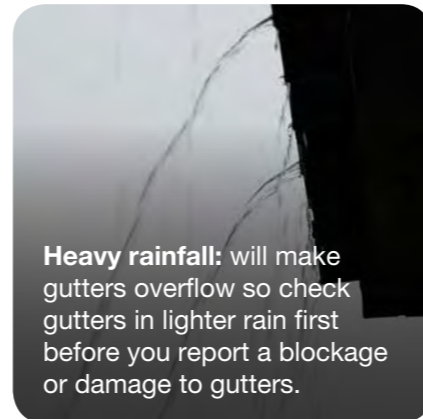 Heavy rainfall: will make
gutters overflow so check
gutters in lighter rain first
before you report a blockage
or damage to gutters.